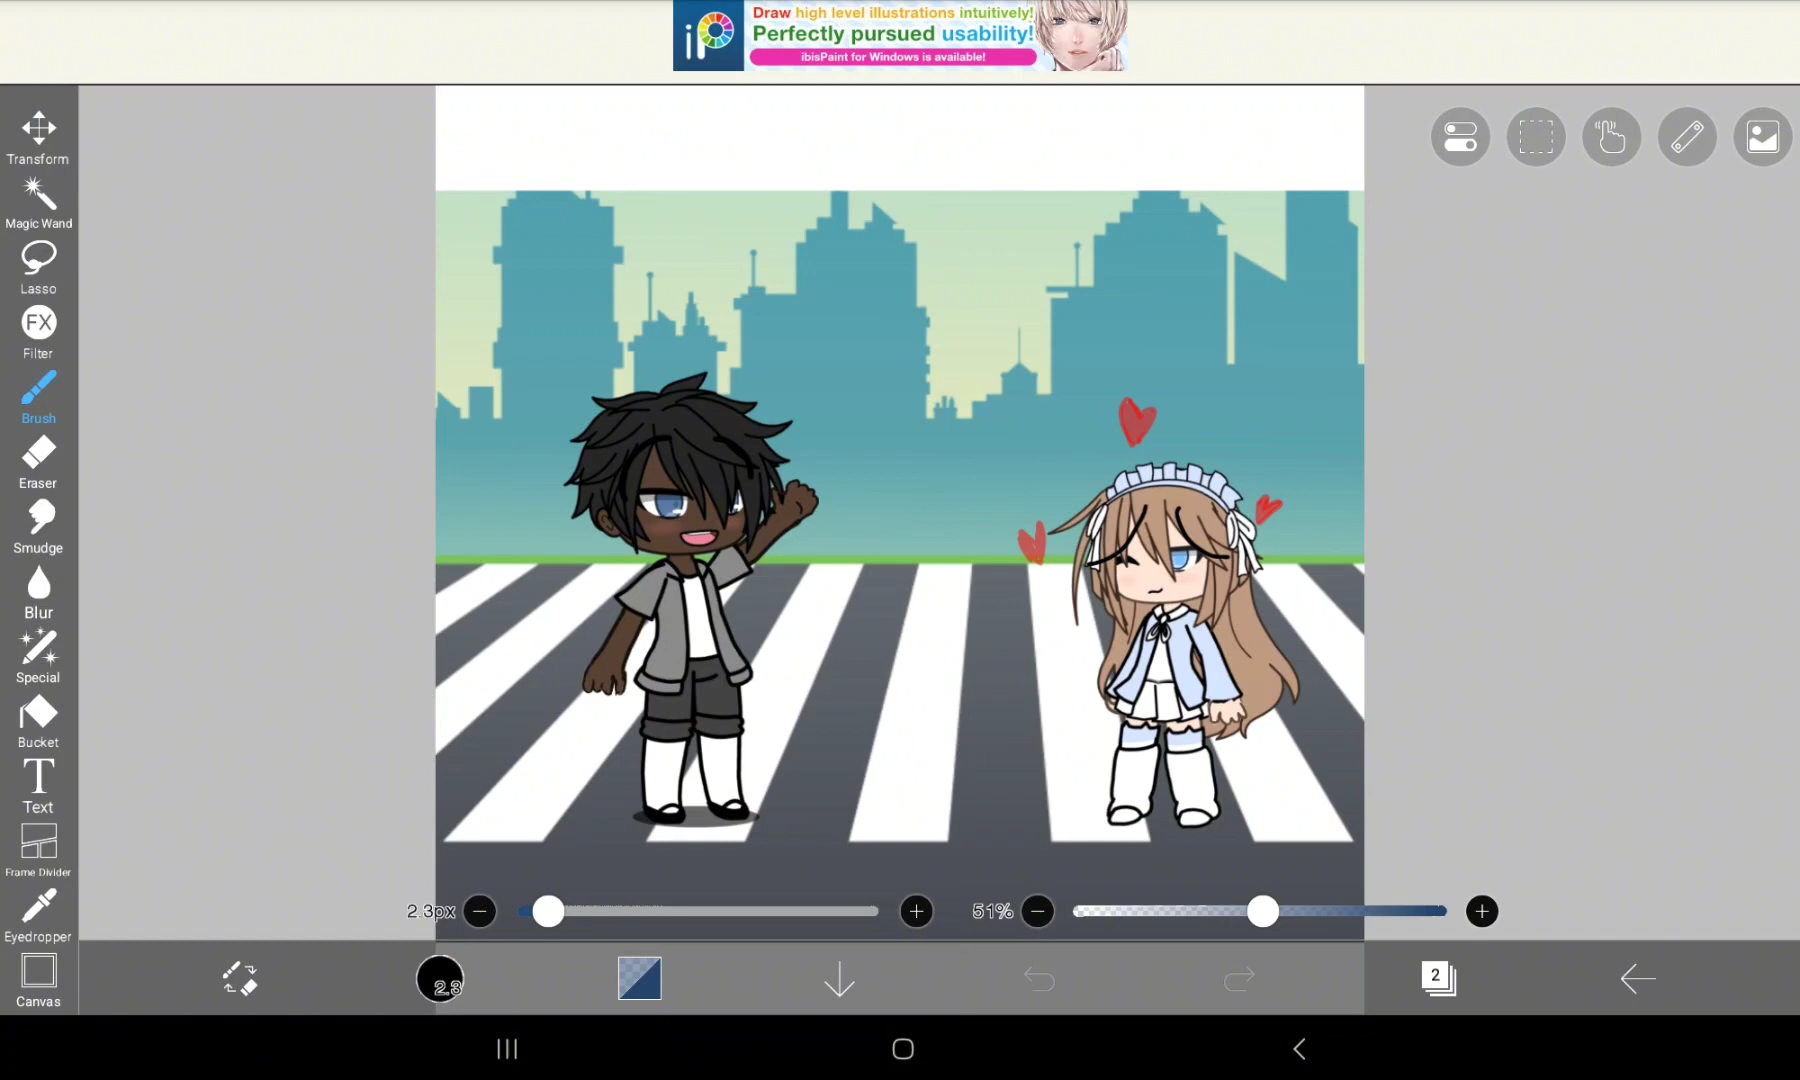 Draw high level illustrations intuitively!
iP Perfectly pursued usability!
ibisPaint for Windows is available!
Transform
Magic Wand
Lasso
FX
Filter
Brush
Eraser
Smudge
Blur
Special
Bucket
T
Text
Frame Divider
Eyedropper
Canvas
2.3px
51%
2.3
2